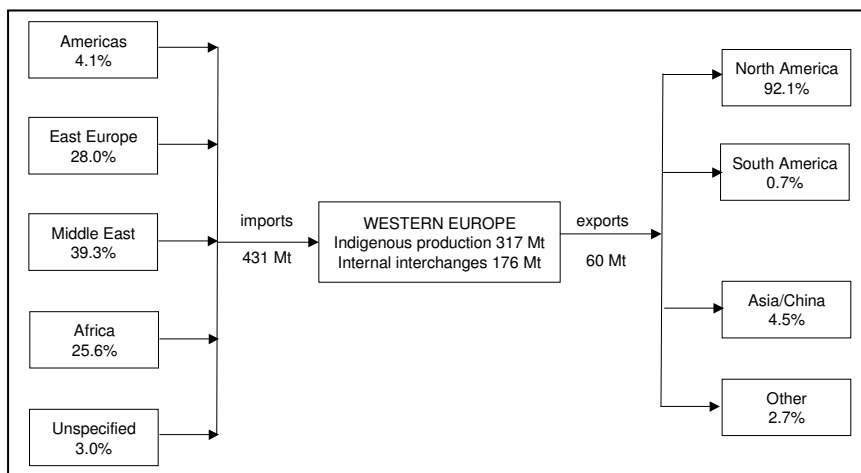 Americas
4.1%
East Europe
28.0%
Middle East
39.3%
Africa
25.6%
Unspecified
3.0%
imports
431 Mt
WESTERN EUROPE
Indigenous production 317 Mt
Internal interchanges 176 Mt
exports
60 Mt
North America
92.1%
South America
0.7%
Asia/China
4.5%
Other
2.7%